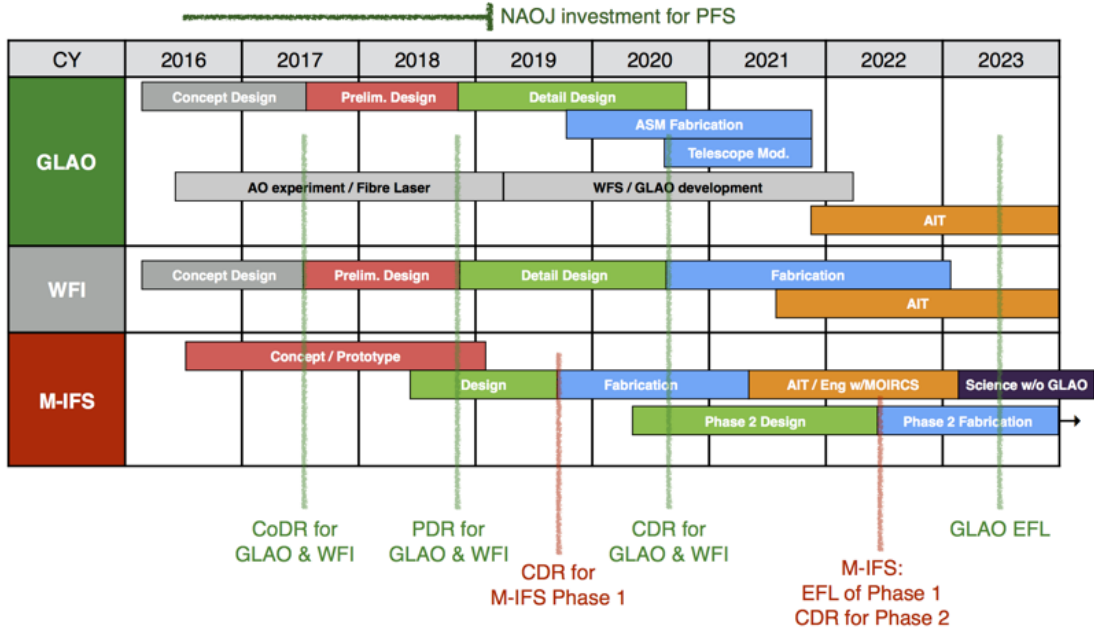 NAOJ investment for PFS
CY 2016 2017 2018 2019 2020 2021 2022 2023
GLAO
Concept Design Prelim. Design Detail Design
ASM Fabrication
Telescope Mod.
AO experiment / Fibre Laser WFS / GLAO development
AIT
WFI
Concept Design Prelim. Design Detail Design Fabrication
AIT
M-IFS
Concept / Prototype
Design Fabrication AIT / Eng w/MOIRCS Science w/o GLAO
Phase 2 Design Phase 2 Fabrication
CoDR for
GLAO & WFI
PDR for
GLAO & WFI
CDR for
GLAO & WFI
GLAO EFL
CDR for
M-IFS Phase 1
M-IFS:
EFL of Phase 1
CDR for Phase 2